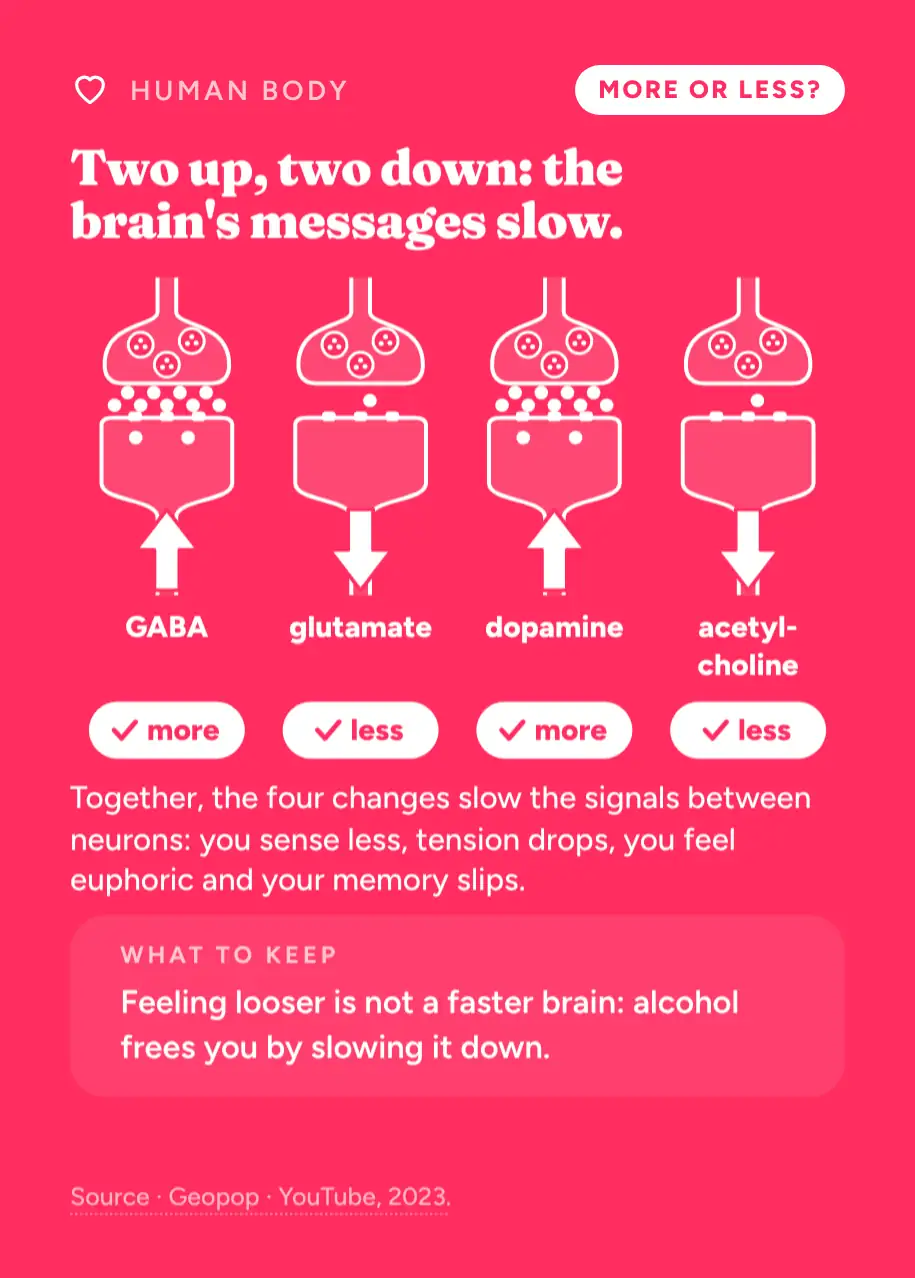 HUMAN BODY
MORE OR LESS?
Two up, two down: the
brain's messages slow.
GABA
glutamate
dopamine
acetyl-
choline
more
less
more
less
Together, the four changes slow the signals between
neurons: you sense less, tension drops, you feel
euphoric and your memory slips.
WHAT TO KEEP
Feeling looser is not a faster brain: alcohol
frees you by slowing it down.
Source · Geopop · YouTube, 2023.